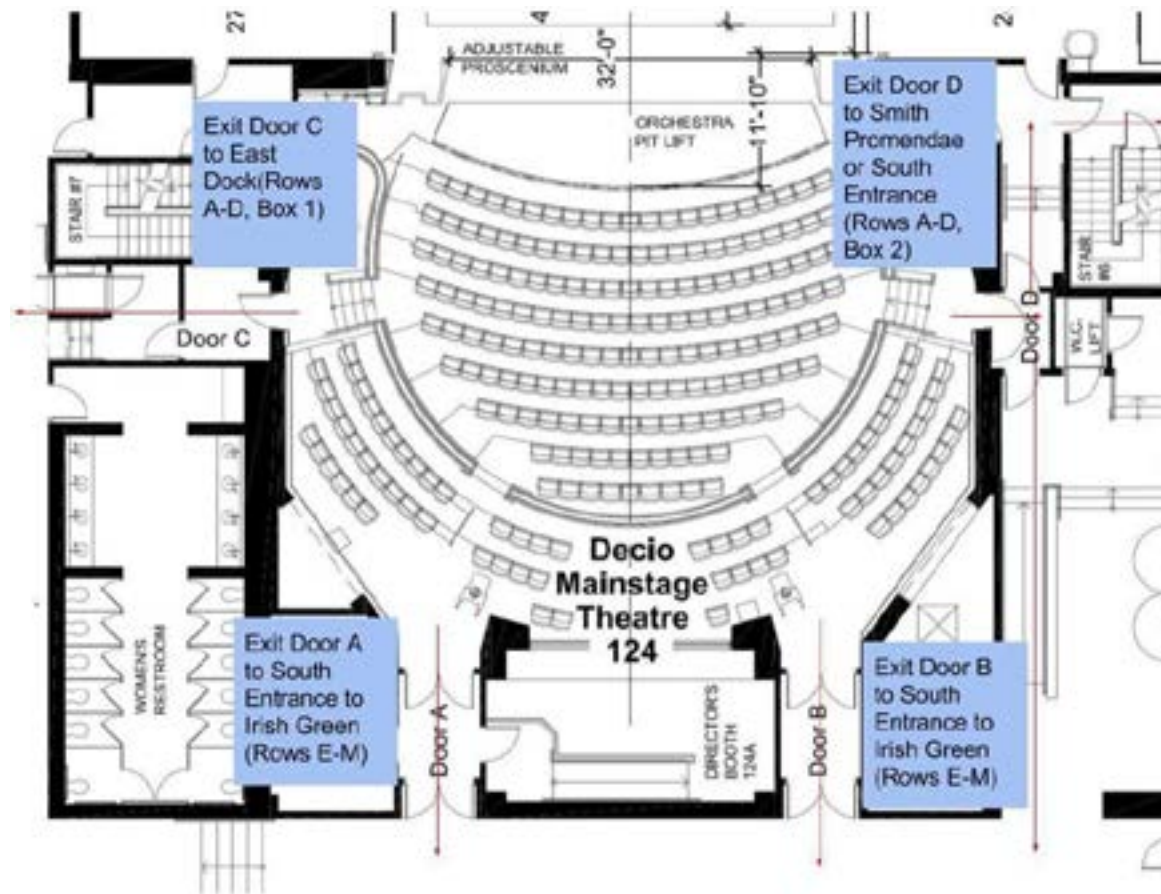 27
4
2
ADJUSTABLE
PROSCENIUM
32'-0"
11'-10"
ORCHESTRA
PIT LIFT
Exit Door C
to East
Dock(Rows
A-D, Box 1)
Exit Door D
to Smith
Promendae
or South
Entrance
(Rows A-D,
Box 2)
STAIR #7
STAIR
#6
Door C
Door D
W.C.
LIFT
Decio
Mainstage
Theatre
124
WOMEN'S
RESTROOM
Exit Door A
to South
Entrance to
Irish Green
(Rows E-M)
Door A
DIRECTOR'S
BOOTH
124A
Door B
Exit Door B
to South
Entrance to
Irish Green
(Rows E-M)